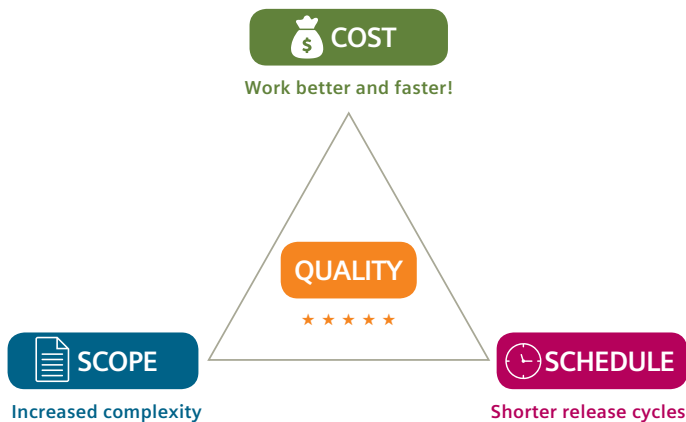 $ COST
Work better and faster!
QUALITY
SCOPE
SCHEDULE
Increased complexity
Shorter release cycles